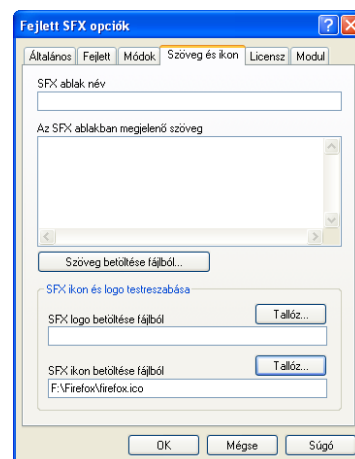 Fejlett SFX opciók
Általános Fejlett Módok Szöveg és ikon Licensz Modul
SFX ablak név
Az SFX ablakban megjelenő szöveg
Szöveg betöltése fájlból...
SFX ikon és logo testreszabása
SFX logo betöltése fájlból
Tallóz...
SFX ikon betöltése fájlból
Tallóz...
F:\Firefox\firefox.ico
OK Mégse Súgó